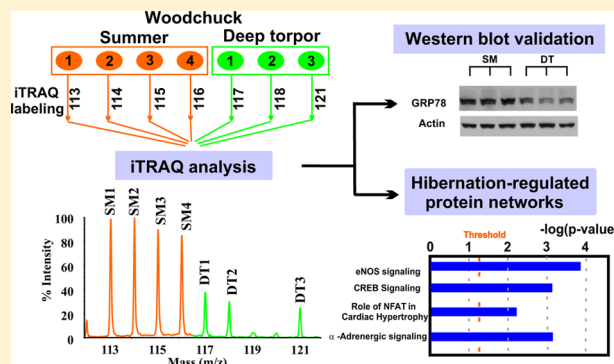 Woodchuck
Summer
Deep torpor
1 2 3 4 1 2 3
iTRAQ
labeling
113 114 115 116 117 118 121
iTRAQ analysis
Western blot validation
SM DT
GRP78
Actin
Hibernation-regulated
protein networks
% Intensity
100
80
60
40
20
0
SM1 SM2 SM3 SM4 DT1 DT2 DT3
113 115 117 119 121
Mass (m/z)
Threshold -log(p-value
0 1 2 3 4
eNOS signaling
CREB Signaling
Role of NFAT in
Cardiac Hypertrophy
α -Adrenergic signaling